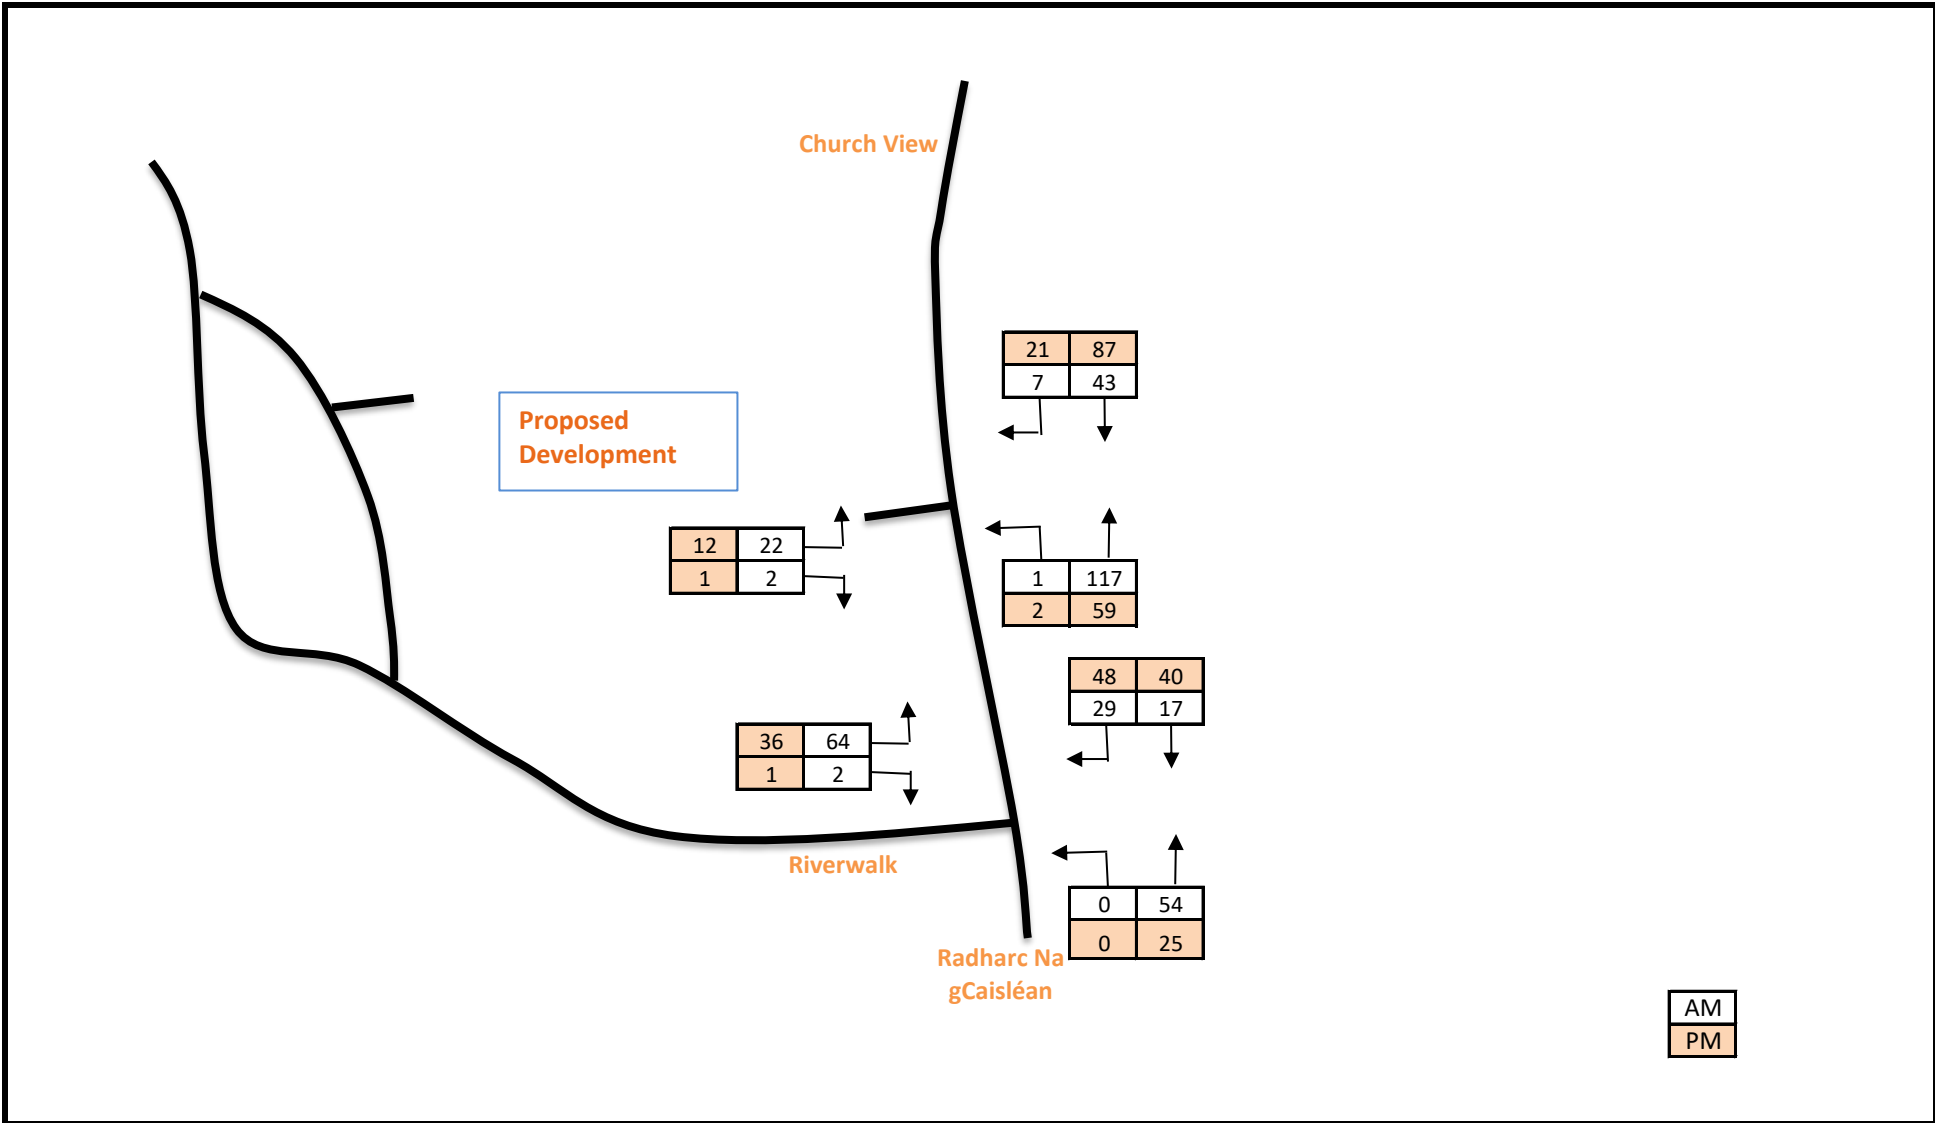 Church View
21 87
7 43
Proposed
Development
12 22
1 2
1 117
2 59
48 40
29 17
36 64
1 2
Riverwalk
0 54
0 25
Radharc Na
gCaisléan
AM
PM